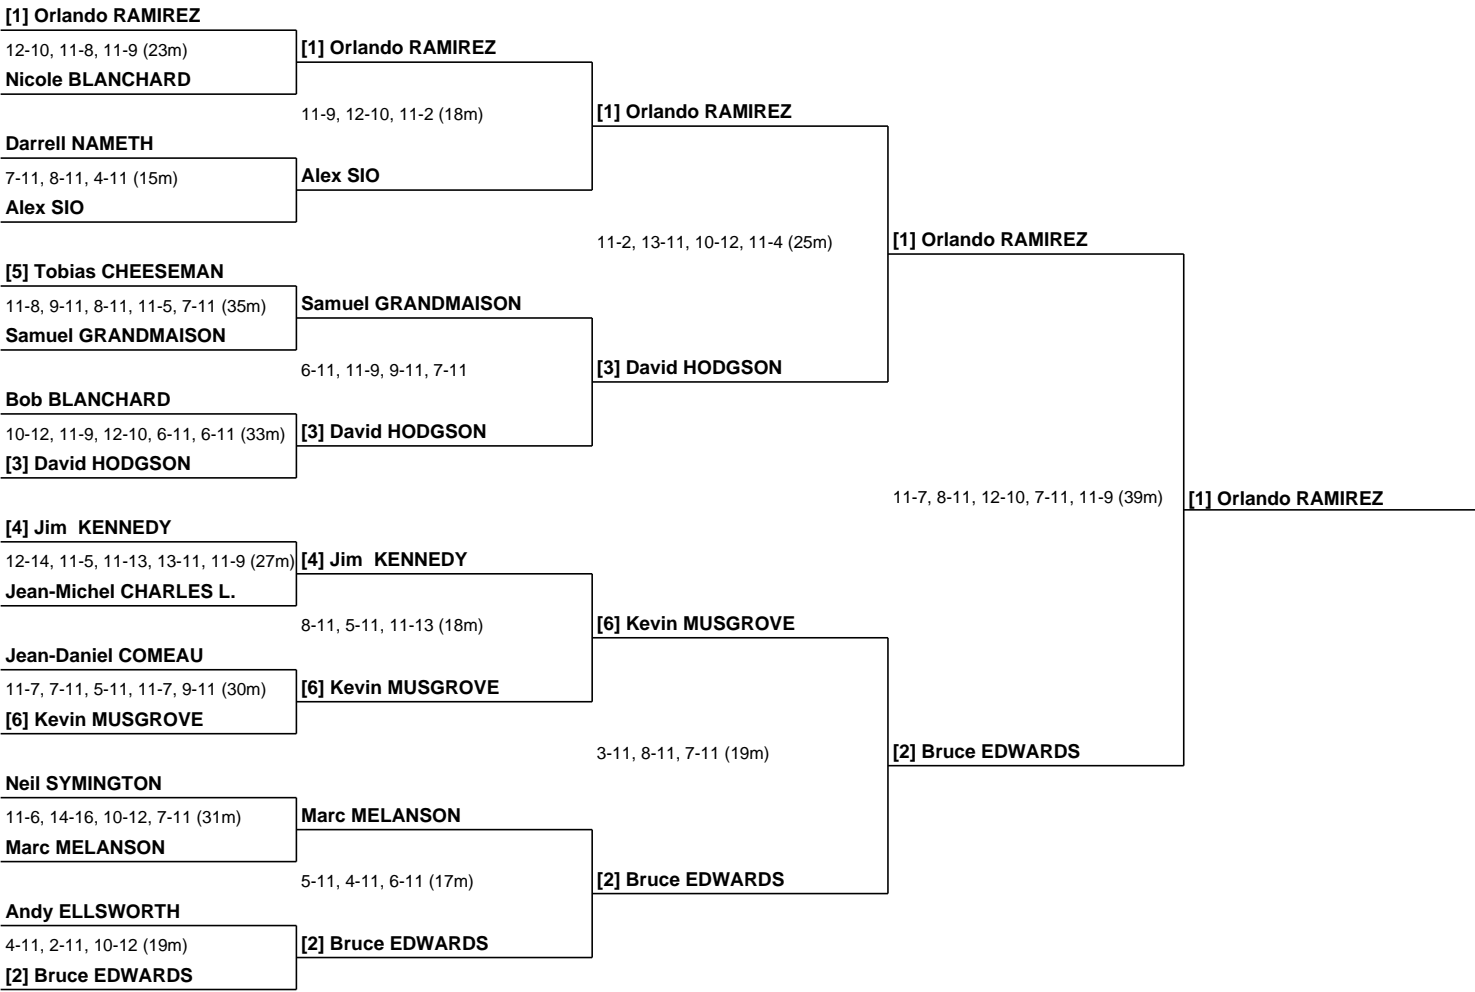 [1] Orlando RAMIREZ
12-10, 11-8, 11-9 (23m)
Nicole BLANCHARD
Darrell NAMETH
7-11, 8-11, 4-11 (15m)
Alex SIO
[5] Tobias CHEESEMAN
11-8, 9-11, 8-11, 11-5, 7-11 (35m)
Samuel GRANDMAISON
Bob BLANCHARD
10-12, 11-9, 12-10, 6-11, 6-11 (33m)
[3] David HODGSON
[4] Jim  KENNEDY
12-14, 11-5, 11-13, 13-11, 11-9 (27m)
Jean-Michel CHARLES L.
Jean-Daniel COMEAU
11-7, 7-11, 5-11, 11-7, 9-11 (30m)
[6] Kevin MUSGROVE
Neil SYMINGTON
11-6, 14-16, 10-12, 7-11 (31m)
Marc MELANSON
Andy ELLSWORTH
4-11, 2-11, 10-12 (19m)
[2] Bruce EDWARDS
[1] Orlando RAMIREZ
11-9, 12-10, 11-2 (18m)
Alex SIO
Samuel GRANDMAISON
6-11, 11-9, 9-11, 7-11
[3] David HODGSON
[4] Jim  KENNEDY
8-11, 5-11, 11-13 (18m)
[6] Kevin MUSGROVE
Marc MELANSON
5-11, 4-11, 6-11 (17m)
[2] Bruce EDWARDS
[1] Orlando RAMIREZ
11-2, 13-11, 10-12, 11-4 (25m)
[3] David HODGSON
[6] Kevin MUSGROVE
3-11, 8-11, 7-11 (19m)
[2] Bruce EDWARDS
[1] Orlando RAMIREZ
11-7, 8-11, 12-10, 7-11, 11-9 (39m)
[2] Bruce EDWARDS
[1] Orlando RAMIREZ